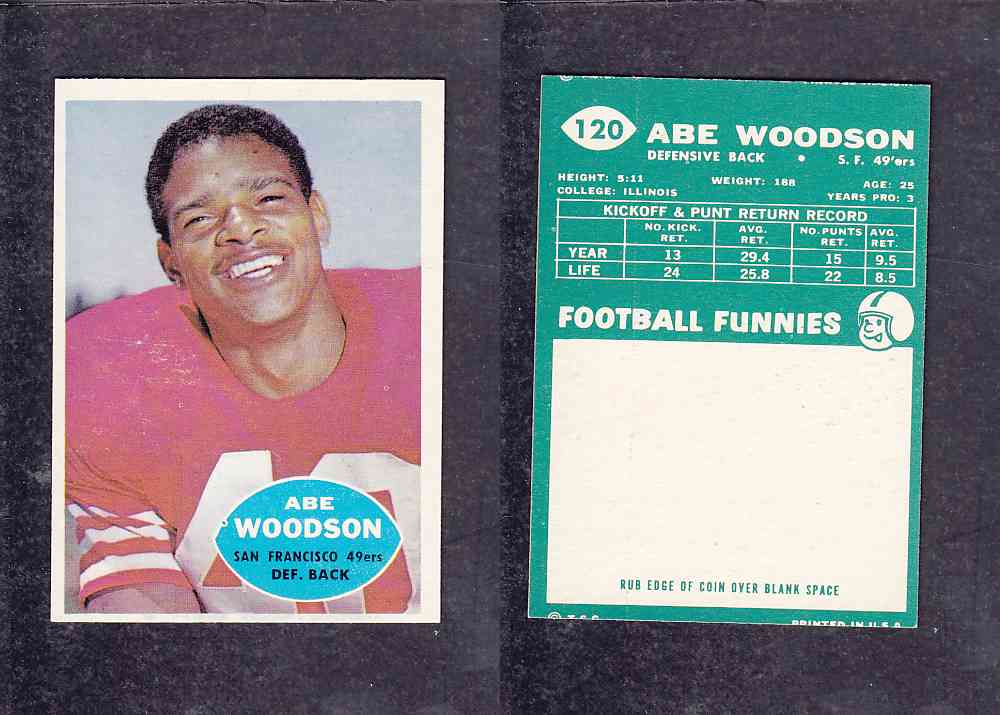 ABE
WOODSON
SAN FRANCISCO 49ers
DEF. BACK
120 ABE WOODSON
DEFENSIVE BACK • S. F. 49'ers
HEIGHT: 5:11 WEIGHT: 188 AGE: 25
COLLEGE: ILLINOIS YEARS PRO: 3
KICKOFF & PUNT RETURN RECORD
NO. KICK. RET. AVG. RET. NO. PUNTS RET. AVG. RET.
YEAR 13 29.4 15 9.5
LIFE 24 25.8 22 8.5
FOOTBALL FUNNIES
RUB EDGE OF COIN OVER BLANK SPACE
© T.C.G. PRINTED IN U.S.A.